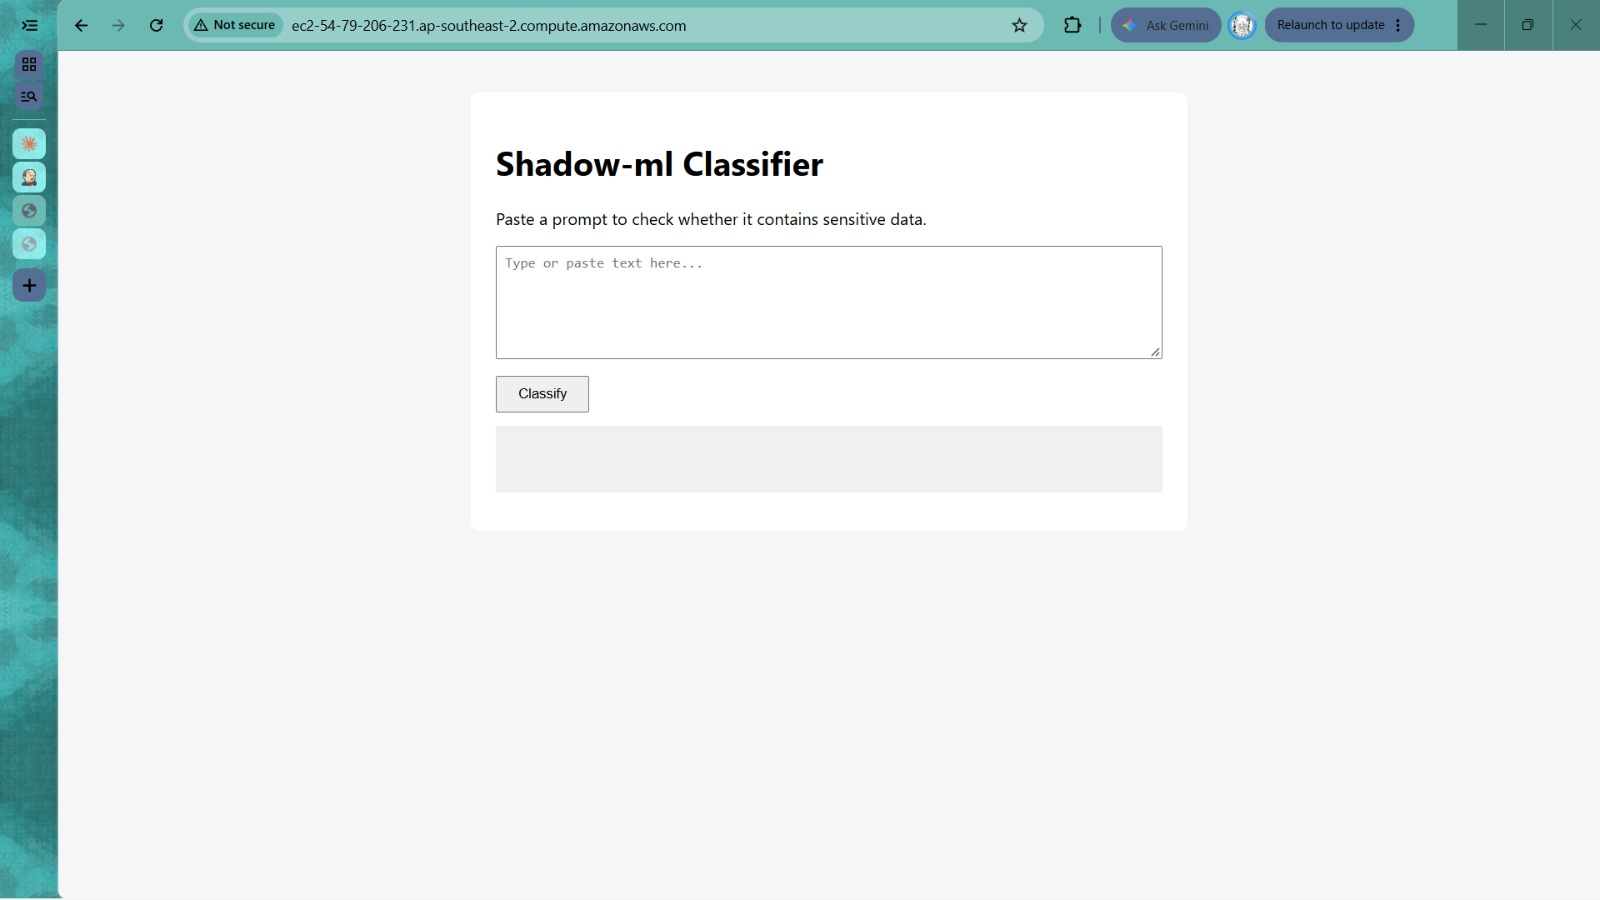 Not secure
ec2-54-79-206-231.ap-southeast-2.compute.amazonaws.com
Ask Gemini
Relaunch to update
Shadow-ml Classifier
Paste a prompt to check whether it contains sensitive data.
Type or paste text here...
Classify